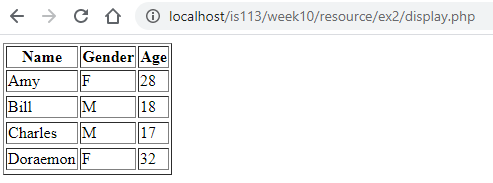 localhost/is113/week10/resource/ex2/display.php
Name Gender Age
Amy F 28
Bill M 18
Charles M 17
Doraemon F 32